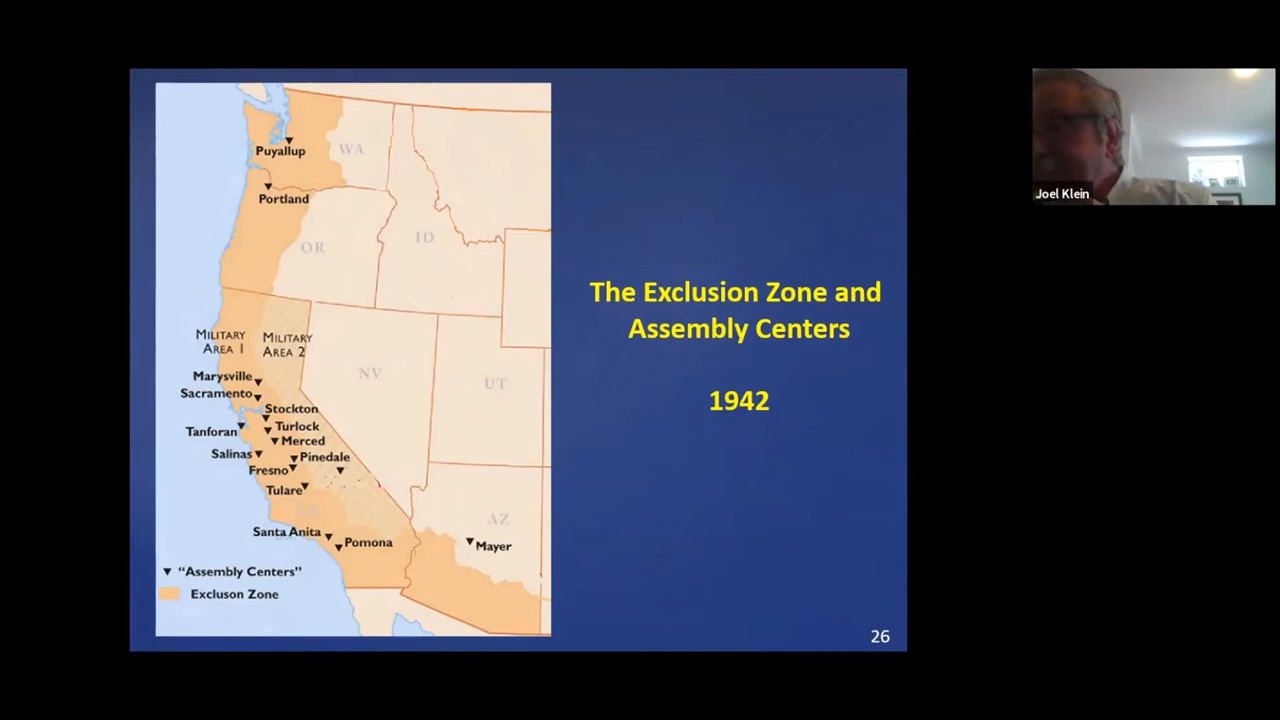 Puyallup
WA
Portland
OR
ID
MILITARY
AREA 1
MILITARY
AREA 2
NV
UT
Marysville
Sacramento
Stockton
Turlock
Tanforan
Merced
Salinas
Pinedale
Fresno
Tulare
AZ
Santa Anita
Pomona
Mayer
"Assembly Centers"
Excluson Zone
The Exclusion Zone and
Assembly Centers
1942
26
Joel Klein